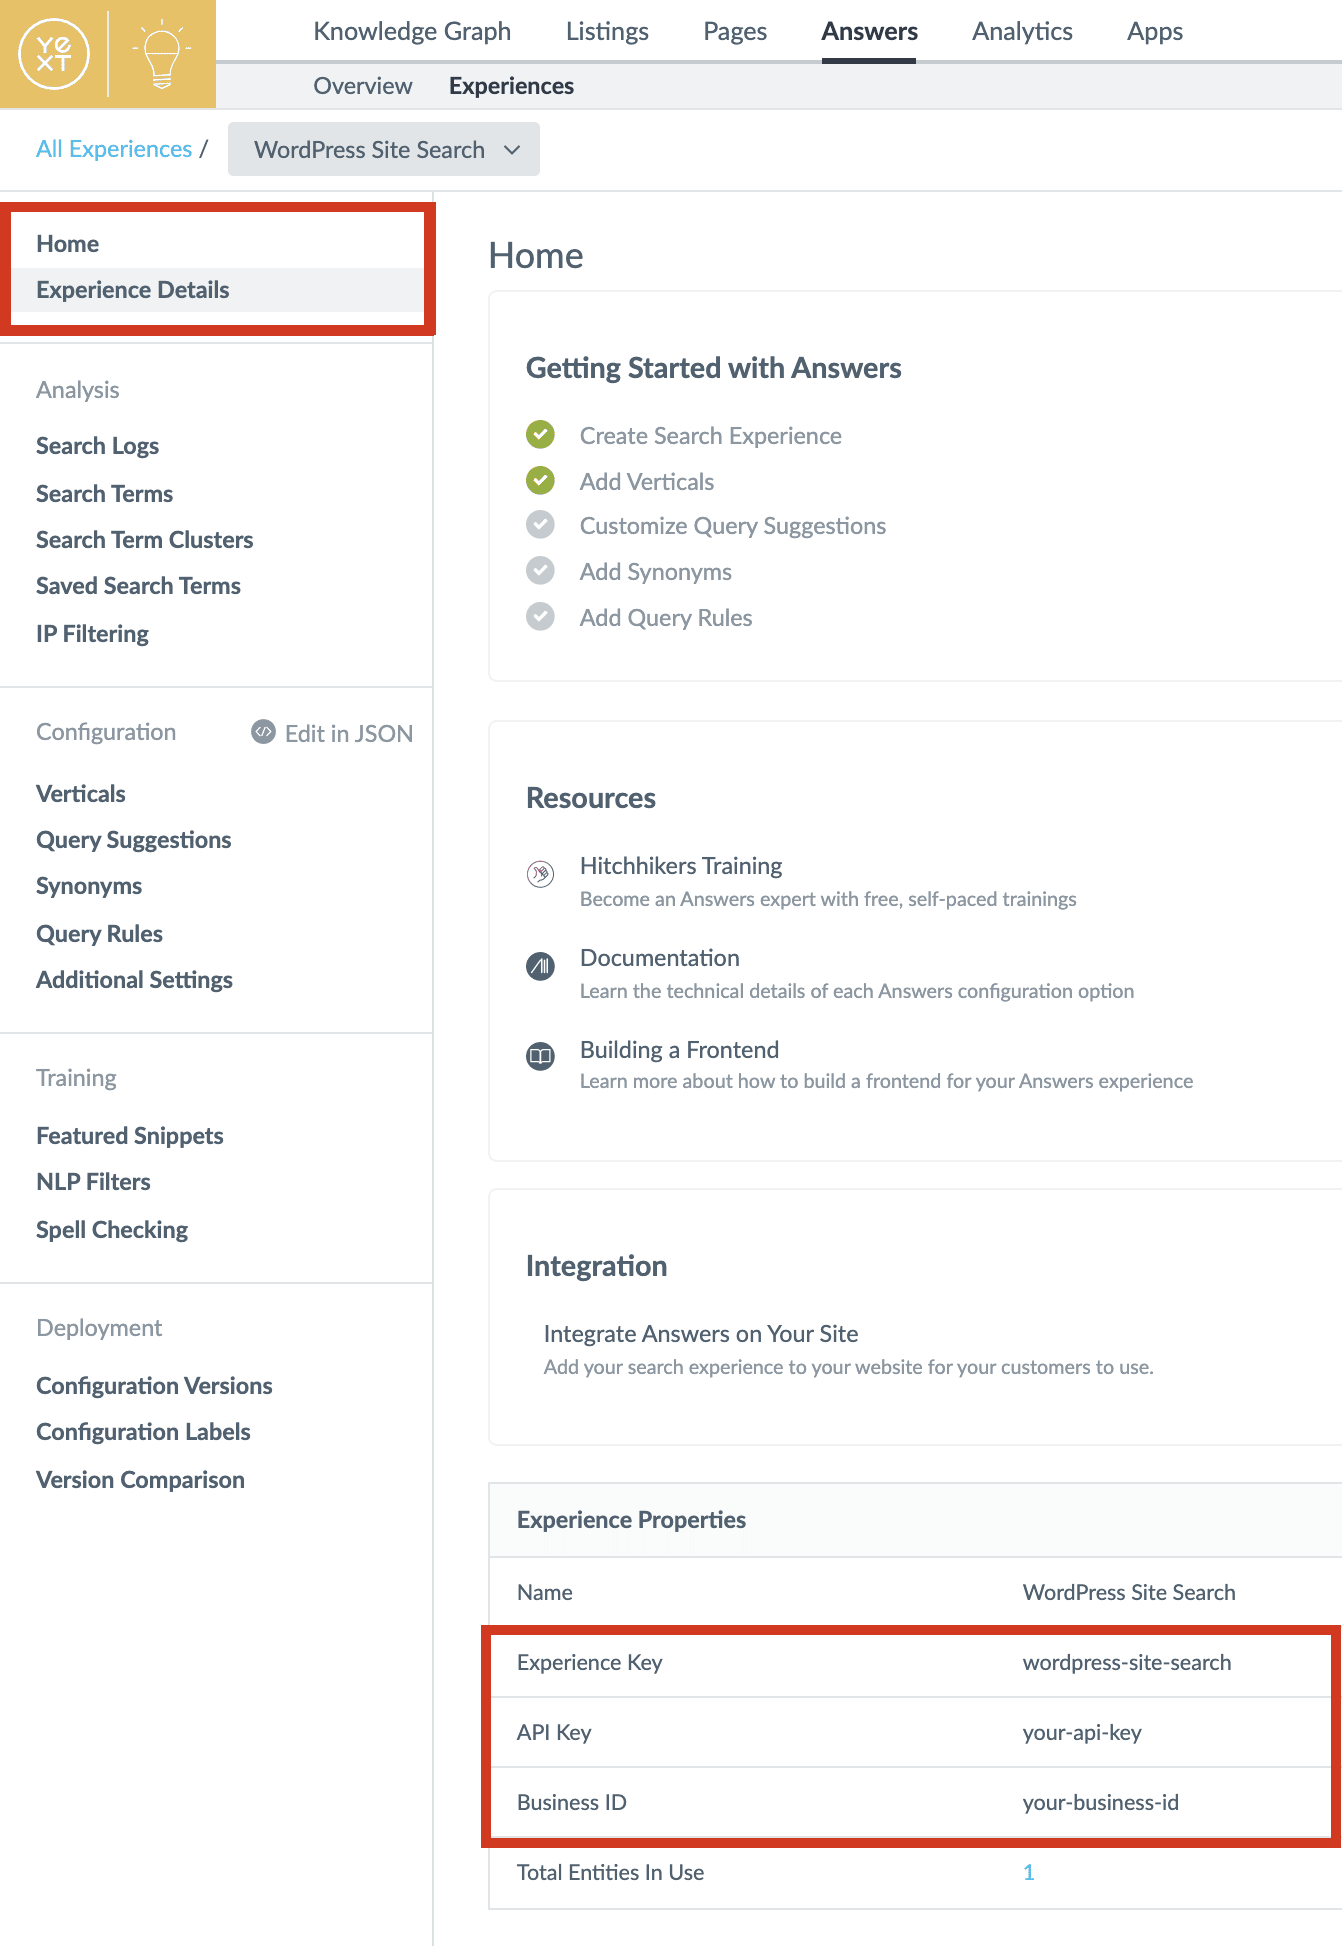 YEXT
Knowledge Graph Listings Pages Answers Analytics Apps
Overview Experiences
All Experiences / WordPress Site Search
Home
Experience Details
Analysis
Search Logs
Search Terms
Search Term Clusters
Saved Search Terms
IP Filtering
Configuration Edit in JSON
Verticals
Query Suggestions
Synonyms
Query Rules
Additional Settings
Training
Featured Snippets
NLP Filters
Spell Checking
Deployment
Configuration Versions
Configuration Labels
Version Comparison
Home
Getting Started with Answers
Create Search Experience
Add Verticals
Customize Query Suggestions
Add Synonyms
Add Query Rules
Resources
Hitchhikers Training
Become an Answers expert with free, self-paced trainings
Documentation
Learn the technical details of each Answers configuration option
Building a Frontend
Learn more about how to build a frontend for your Answers experience
Integration
Integrate Answers on Your Site
Add your search experience to your website for your customers to use.
Experience Properties
Name WordPress Site Search
Experience Key wordpress-site-search
API Key your-api-key
Business ID your-business-id
Total Entities In Use 1